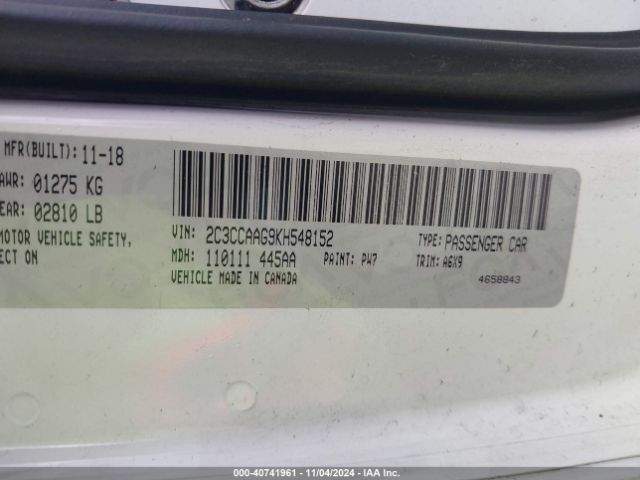 MFR(BUILT): 11-18
AWR: 01275 KG
EAR: 02810 LB
MOTOR VEHICLE SAFETY,
ECT ON
VIN: 2C3CCAAG9KH548152
TYPE: PASSENGER CAR
MDH: 110111 445AA
PAINT: PW7
TRIM: A6X9
VEHICLE MADE IN CANADA
4658843
000-40741961 - 11/04/2024 - IAA Inc.